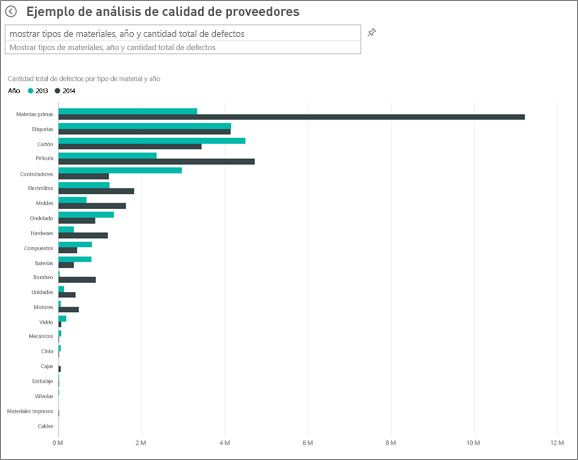 Ejemplo de análisis de calidad de proveedores
mostrar tipos de materiales, año y cantidad total de defectos
Mostrar tipos de materiales, año y cantidad total de defectos
Cantidad total de defectos por tipo de material y año
Año 2013 2014
Materias primas
Etiquetas
Cartón
Película
Controladores
Electrolitos
Moldes
Ondulado
Hardware
Compuestos
Baterías
Bombeo
Unidades
Motores
Vidrio
Mecánicos
Cinta
Cajas
Embalaje
Válvulas
Materiales impresos
Cables
0 M 2 M 4 M 6 M 8 M 10 M 12 M